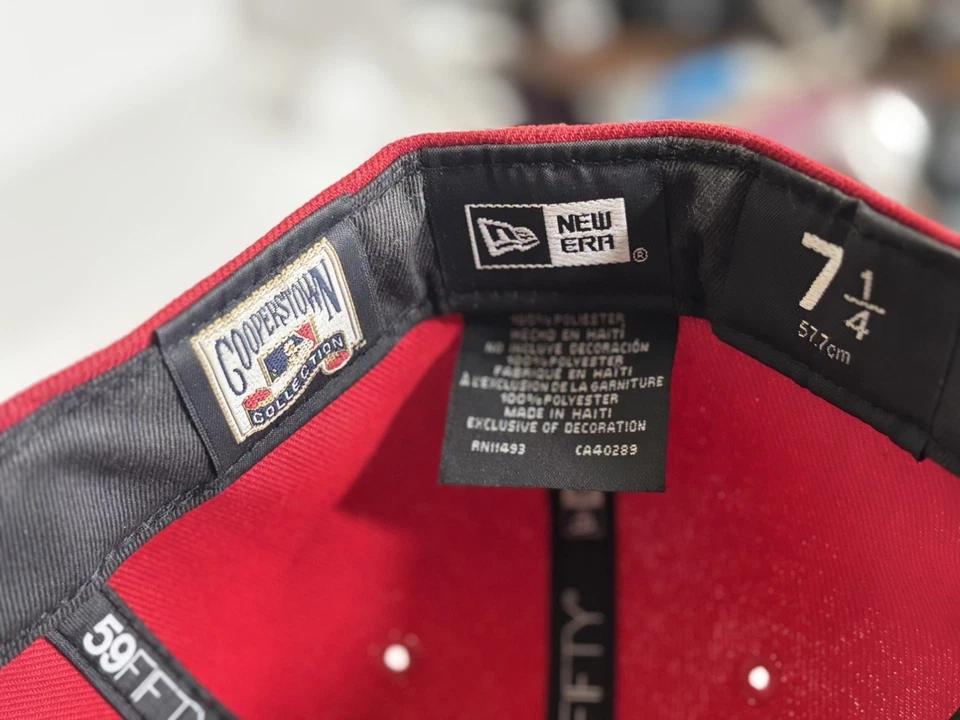 COOPERSTOWN
COLLECTION
NEW
ERA
®
7 1/4
57.7cm
100% POLYESTER
HECHO EN HAITI
NO INCLUYE DECORACIÓN
100% POLYESTER
FABRIQUÉ EN HAITI
À L'EXCLUSION DE LA GARNITURE
100% POLYESTER
MADE IN HAITI
EXCLUSIVE OF DECORATION
RN11493 CA40289
59FIFTY
FIFTY